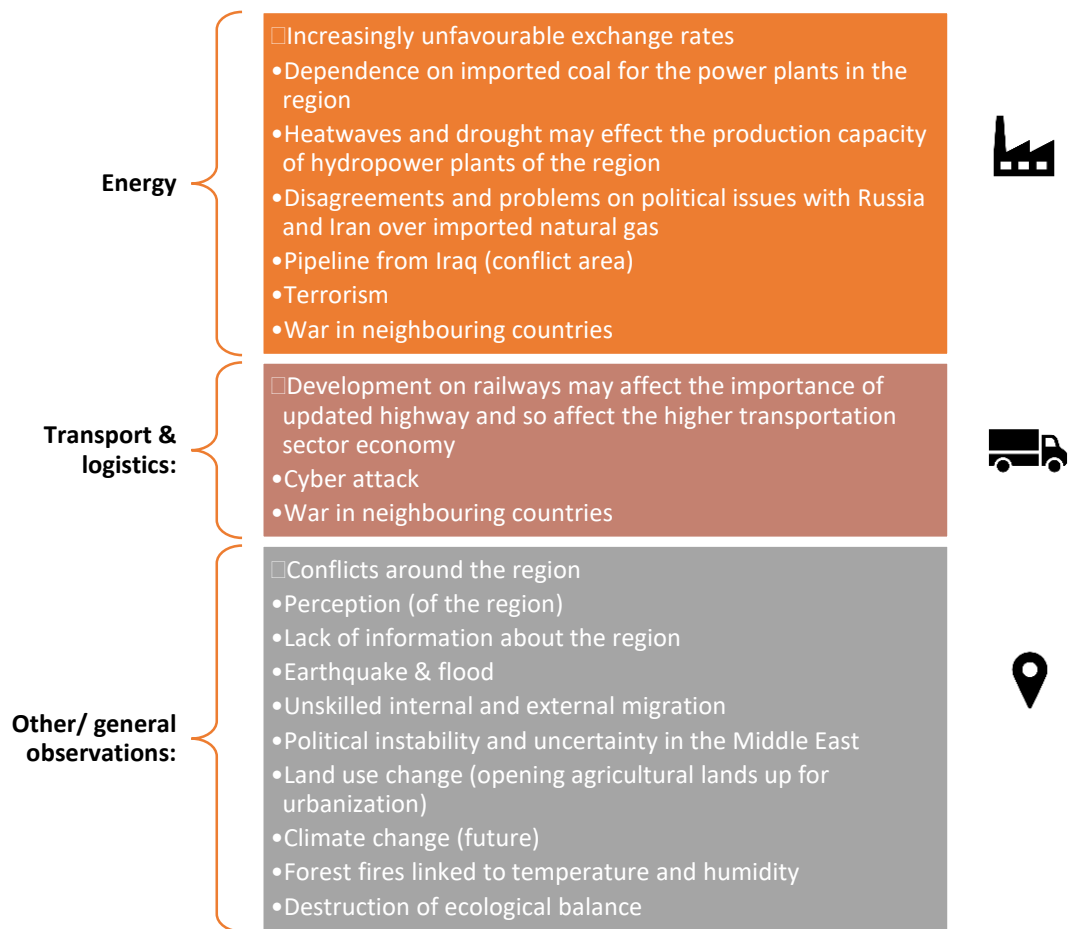 Energy
□Increasingly unfavourable exchange rates
•Dependence on imported coal for the power plants in the
region
•Heatwaves and drought may effect the production capacity
of hydropower plants of the region
•Disagreements and problems on political issues with Russia
and Iran over imported natural gas
•Pipeline from Iraq (conflict area)
•Terrorism
•War in neighbouring countries
Transport &
logistics:
□Development on railways may affect the importance of
updated highway and so affect the higher transportation
sector economy
•Cyber attack
•War in neighbouring countries
Other/ general
observations:
□Conflicts around the region
•Perception (of the region)
•Lack of information about the region
•Earthquake & flood
•Unskilled internal and external migration
•Political instability and uncertainty in the Middle East
•Land use change (opening agricultural lands up for
urbanization)
•Climate change (future)
•Forest fires linked to temperature and humidity
•Destruction of ecological balance